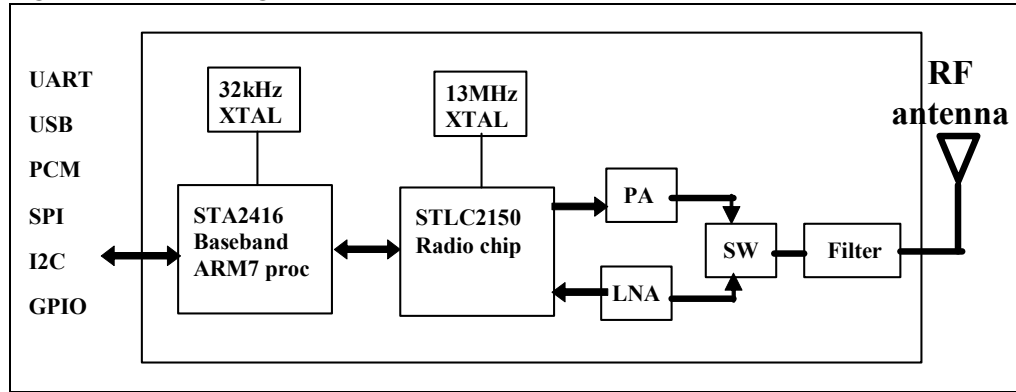 UART
USB
PCM
SPI
I2C
GPIO
32kHz
XTAL
13MHz
XTAL
STA2416
Baseband
ARM7 proc
STLC2150
Radio chip
PA
LNA
SW
Filter
RF
antenna